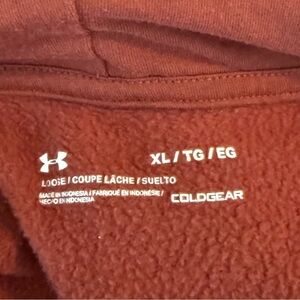 XL / TG / EG
LOOSE / COUPE LÂCHE / SUELTO
MADE IN INDONESIA / FABRIQUÉ EN INDONÉSIE /
HECHO EN INDONESIA
COLDGEAR